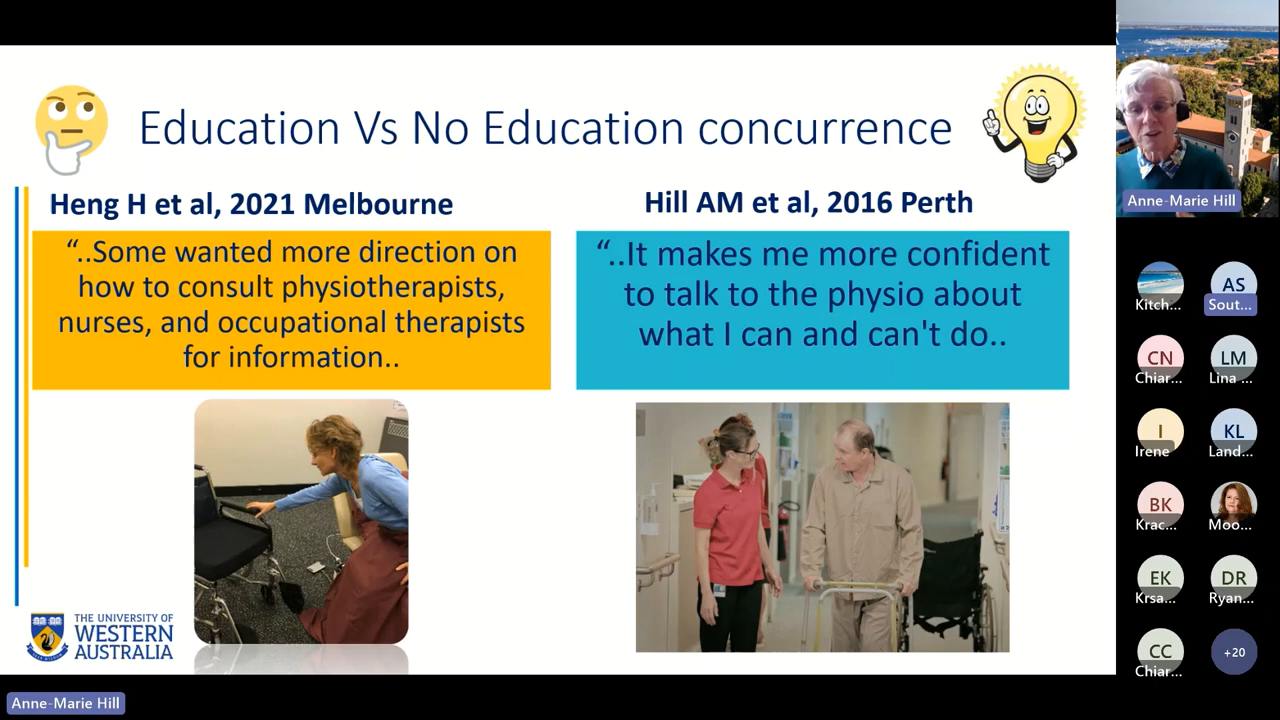 Education Vs No Education concurrence
Heng H et al, 2021 Melbourne
“..Some wanted more direction on
how to consult physiotherapists,
nurses, and occupational therapists
for information..
Hill AM et al, 2016 Perth
“..It makes me more confident
to talk to the physio about
what I can and can't do..
THE UNIVERSITY OF
WESTERN
AUSTRALIA
Anne-Marie Hill
Kitch...
AS
Sout...
CN
Chiar...
LM
Lina ...
I
Irene
KL
Land...
BK
Krac...
Moo...
EK
Krsa...
DR
Ryan...
CC
Chiar...
+20
Anne-Marie Hill